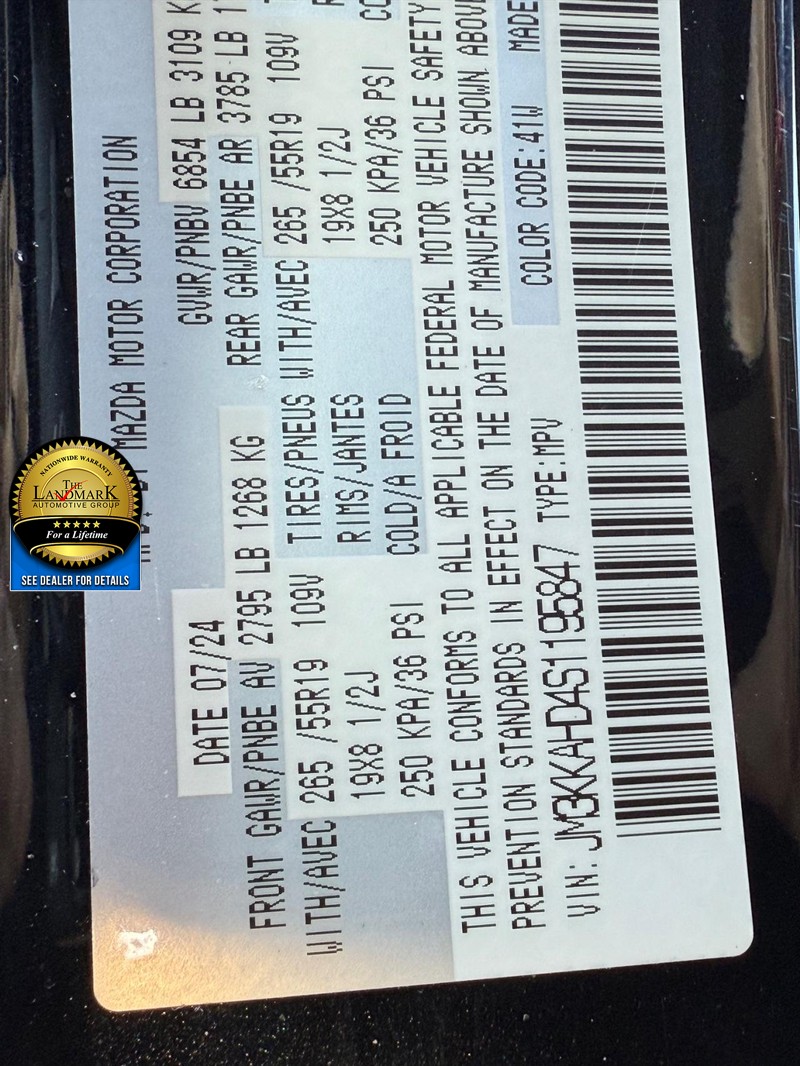 MAZDA MOTOR CORPORATION
DATE 07/24
GVWR/PNBV 6854 LB 3109 K
FRONT GAWR/PNBE AV 2795 LB 1268 KG
REAR GAWR/PNBE AR 3785 LB
WITH/AVEC 265 /55R19 109V
TIRES/PNEUS WITH/AVEC 265 /55R19 109V
19X8 1/2J
RIMS/JANTES
19X8 1/2J
250 KPA/36 PSI
COLD/A FROID
250 KPA/36 PSI
THIS VEHICLE CONFORMS TO ALL APPLICABLE FEDERAL MOTOR VEHICLE SAFETY
PREVENTION STANDARDS IN EFFECT ON THE DATE OF MANUFACTURE SHOWN ABOV
VIN: JM3KKAHD4S1195847 TYPE:MPV
COLOR CODE:41W MADE
NATIONWIDE WARRANTY
THE
LANDMARK
AUTOMOTIVE GROUP
For a Lifetime
SEE DEALER FOR DETAILS